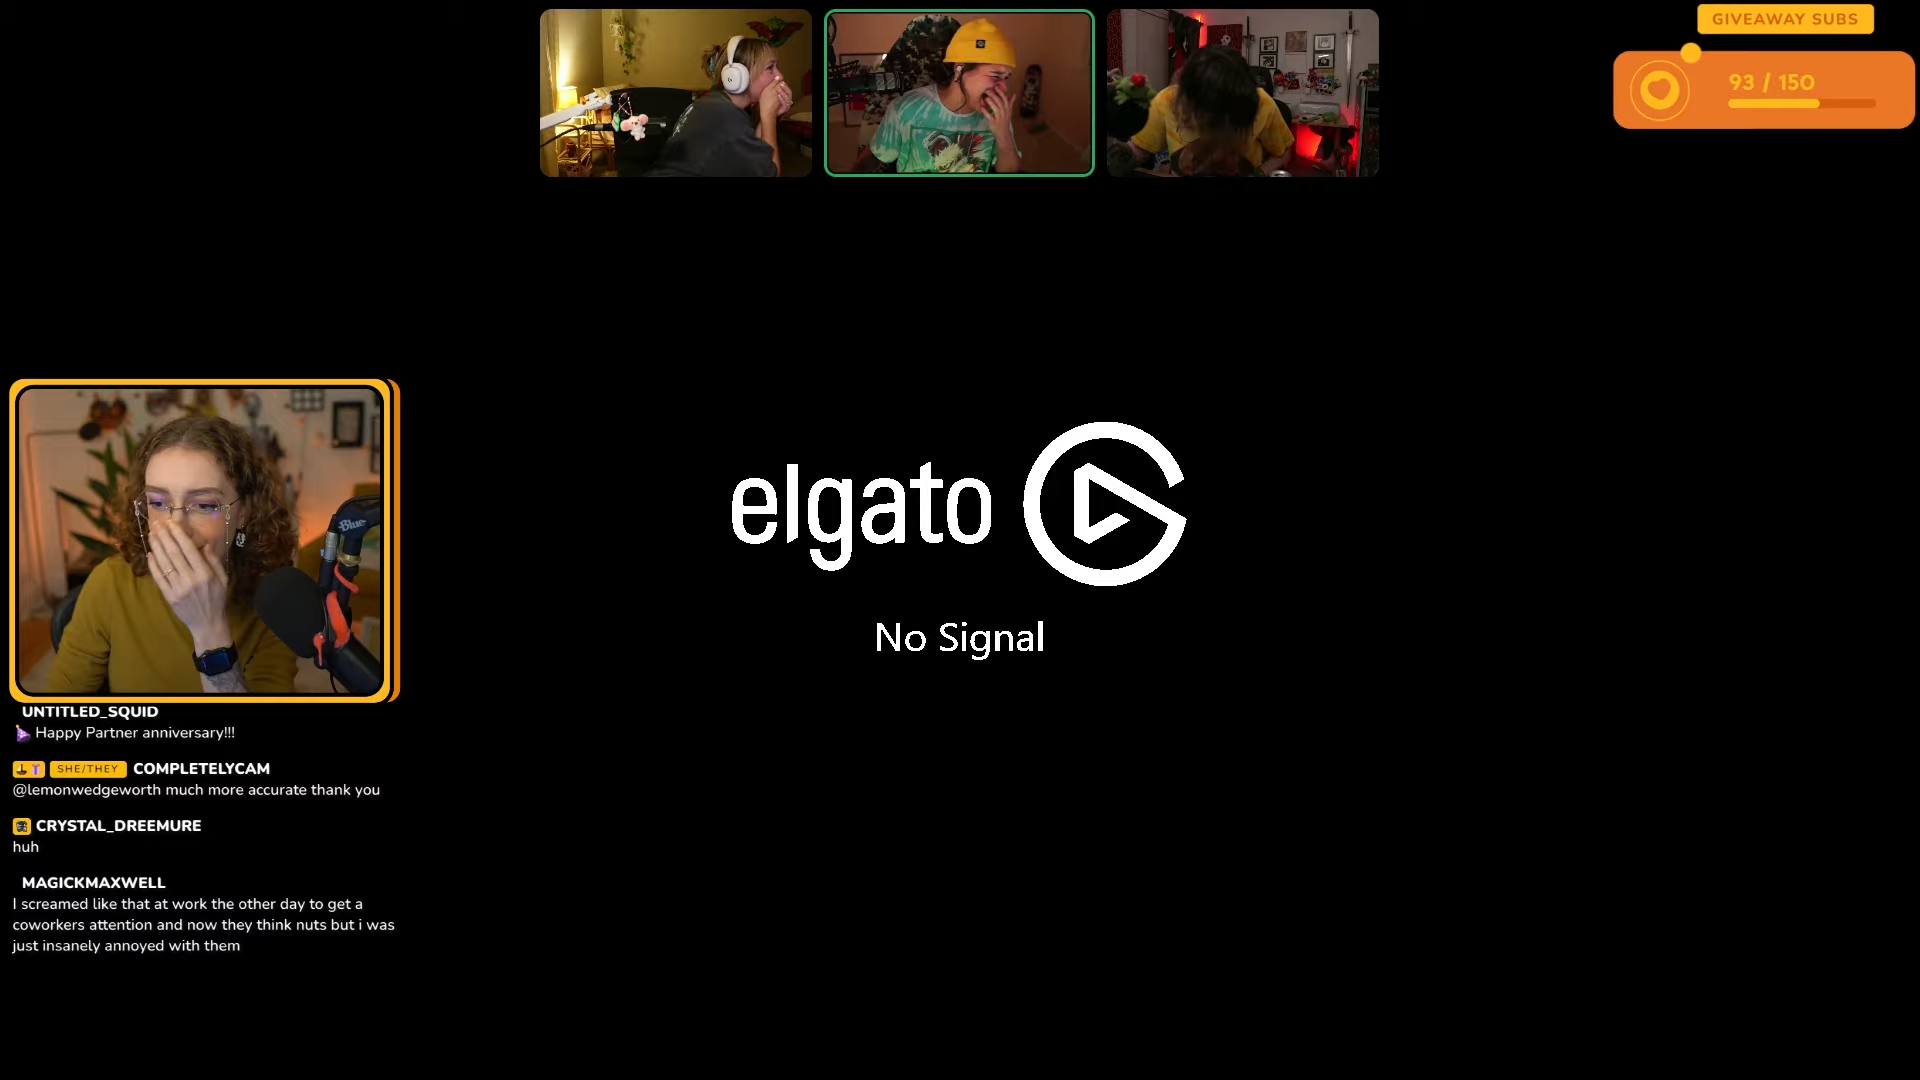 GIVEAWAY SUBS
93 / 150
elgato
No Signal
Blue
UNTITLED_SQUID
Happy Partner anniversary!!!
SHE/THEY COMPLETELYCAM
@lemonwedgeworth much more accurate thank you
CRYSTAL_DREEMURE
huh
MAGICKMAXWELL
I screamed like that at work the other day to get a
coworkers attention and now they think nuts but i was
just insanely annoyed with them